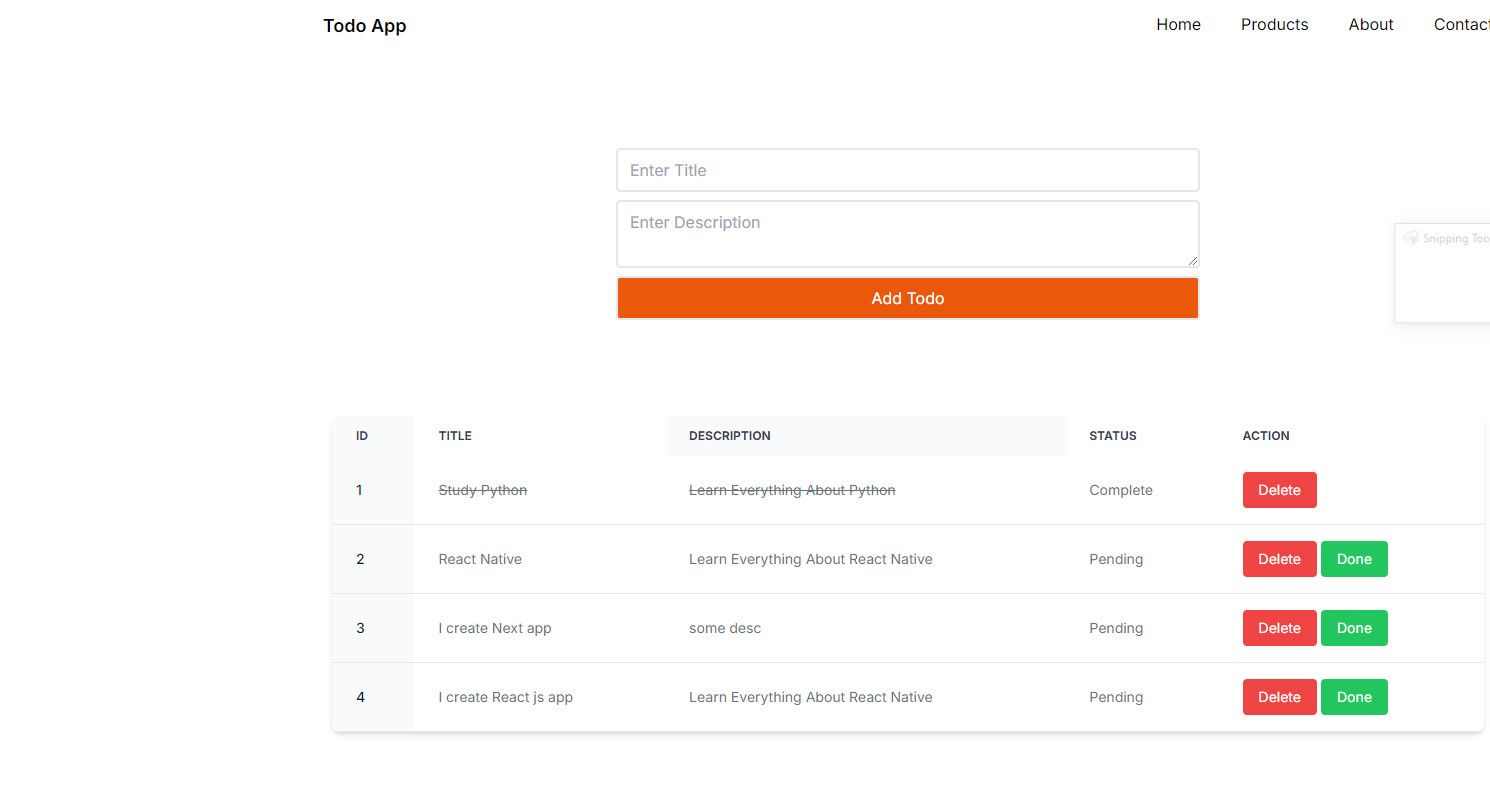 Todo App Home Products About Contact
Enter Title
Enter Description
Add Todo
Snipping Too
ID TITLE DESCRIPTION STATUS ACTION
1 Study Python Learn Everything About Python Complete Delete
2 React Native Learn Everything About React Native Pending Delete Done
3 I create Next app some desc Pending Delete Done
4 I create React js app Learn Everything About React Native Pending Delete Done